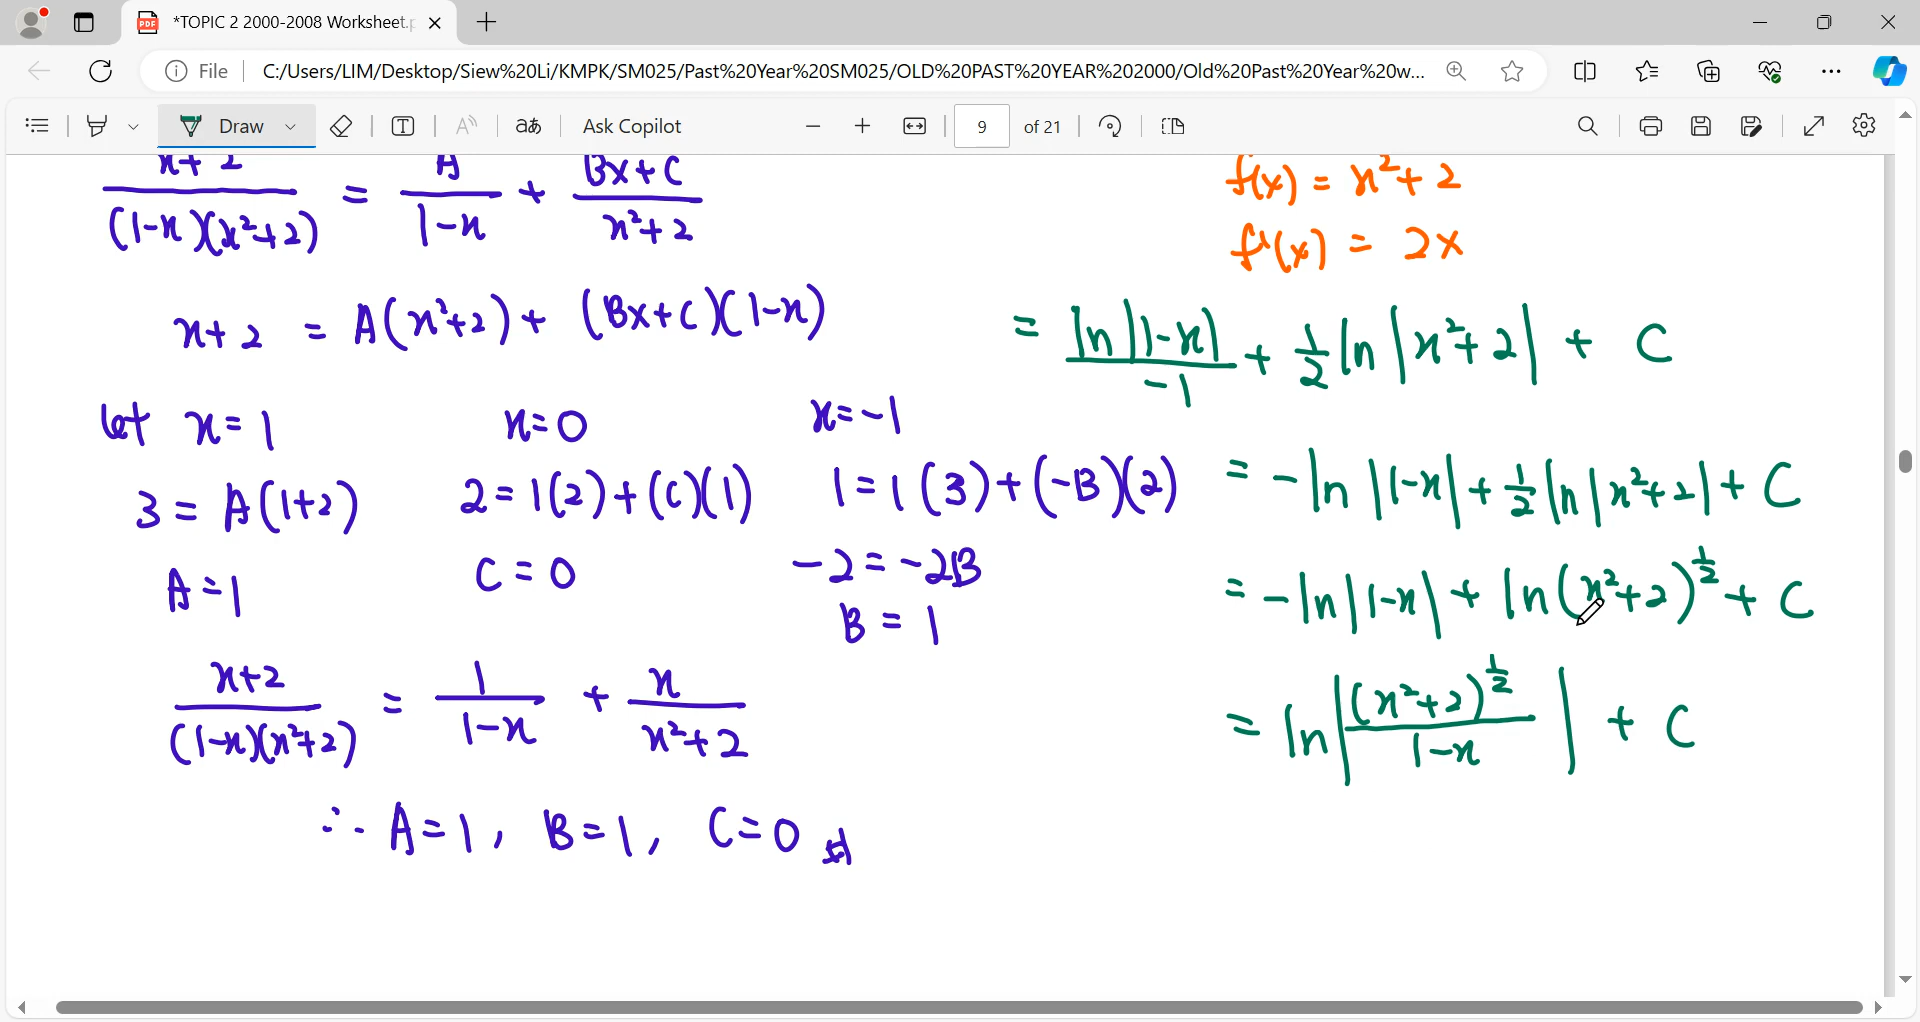 *TOPIC 2 2000-2008 Worksheet.p
File C:/Users/LIM/Desktop/Siew%20Li/KMPK/SM025/Past%20Year%20SM025/OLD%20PAST%20YEAR%202000/Old%20Past%20Year%20w...
Draw T A aあ Ask Copilot 9 of 21
x+2/(1-x)(x²+2) = A/1-x + Bx+C/x²+2
x+2 = A(x²+2) + (Bx+C)(1-x)
let x=1
3 = A(1+2)
A=1
x=0
2=1(2)+(C)(1)
C=0
x=-1
1=1(3)+(-B)(2)
-2=-2B
B=1
x+2/(1-x)(x²+2) = 1/1-x + x/x²+2
∴ A=1, B=1, C=0 #
f(x) = x²+2
f'(x) = 2x
= ln|1-x|/-1 + 1/2 ln|x²+2| + C
= -ln|1-x| + 1/2 ln|x²+2| + C
= -ln|1-x| + ln(x²+2)^1/2 + C
= ln|(x²+2)^1/2/1-x| + C